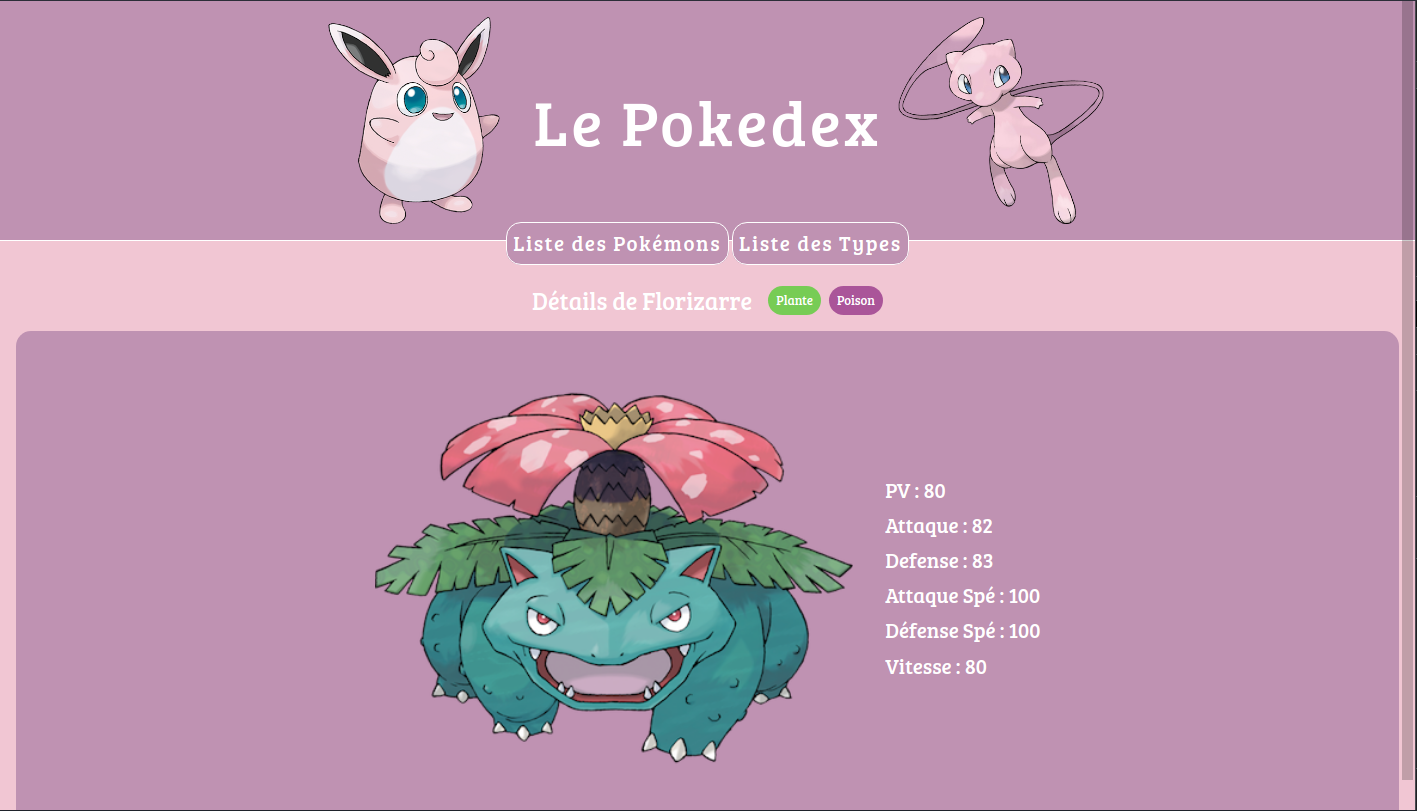 Le Pokedex
Liste des Pokémons
Liste des Types
Détails de Florizarre
Plante
Poison
PV : 80
Attaque : 82
Defense : 83
Attaque Spé : 100
Défense Spé : 100
Vitesse : 80